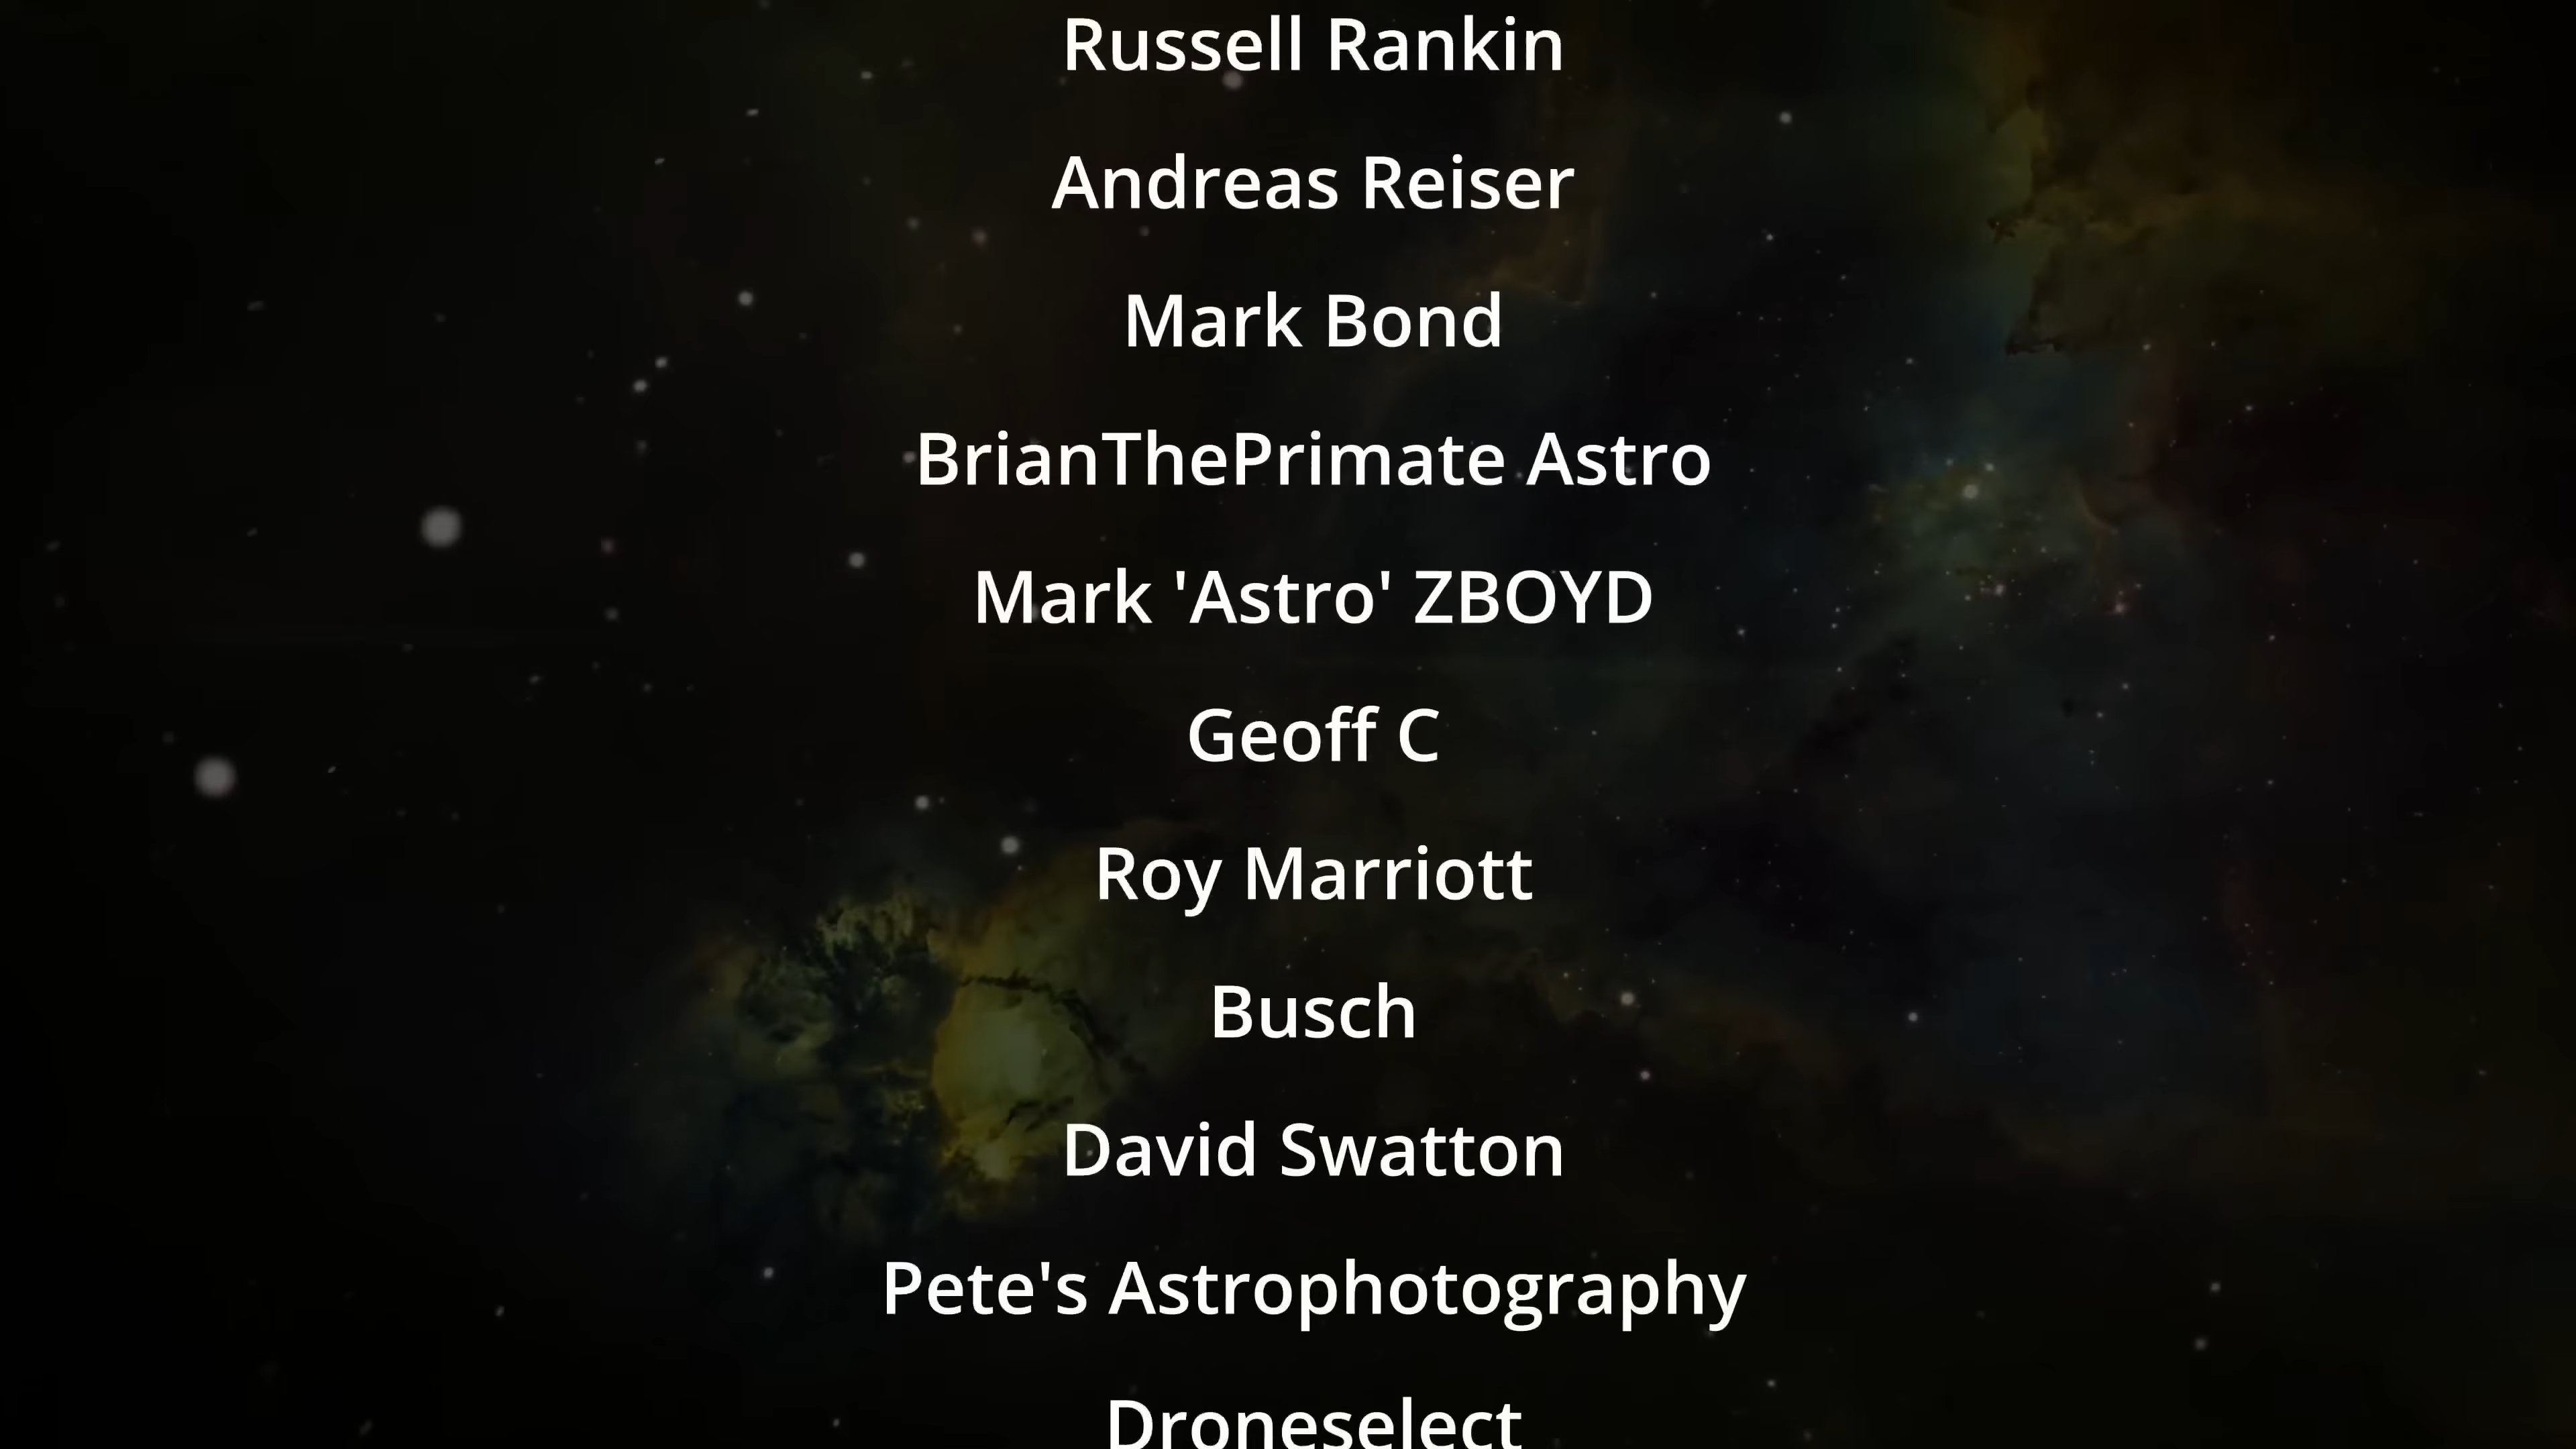 Russell Rankin
Andreas Reiser
Mark Bond
BrianThePrimate Astro
Mark 'Astro' ZBOYD
Geoff C
Roy Marriott
Busch
David Swatton
Pete's Astrophotography
Droneselect